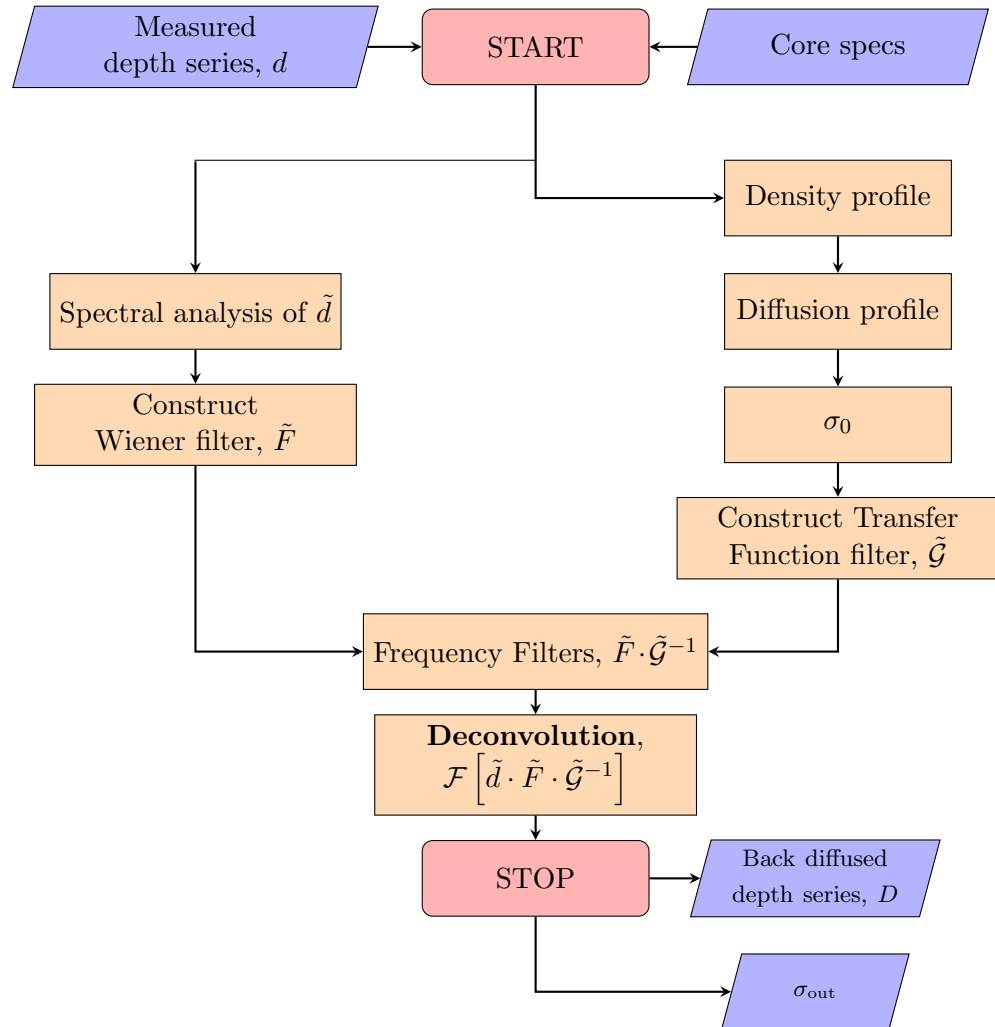 Measured
depth series, d
START
Core specs
Density profile
Spectral analysis of d̃
Diffusion profile
Construct
Wiener filter, F̃
σ₀
Construct Transfer
Function filter, 𝒢̃
Frequency Filters, F̃ · 𝒢̃⁻¹
Deconvolution,
ℱ [d̃ · F̃ · 𝒢̃⁻¹]
STOP
Back diffused
depth series, D
σout